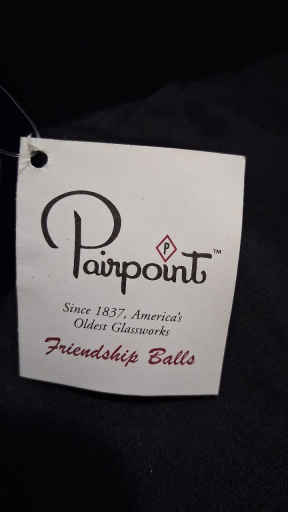 Pairpoint™
P
Since 1837, America's
Oldest Glassworks
Friendship Balls